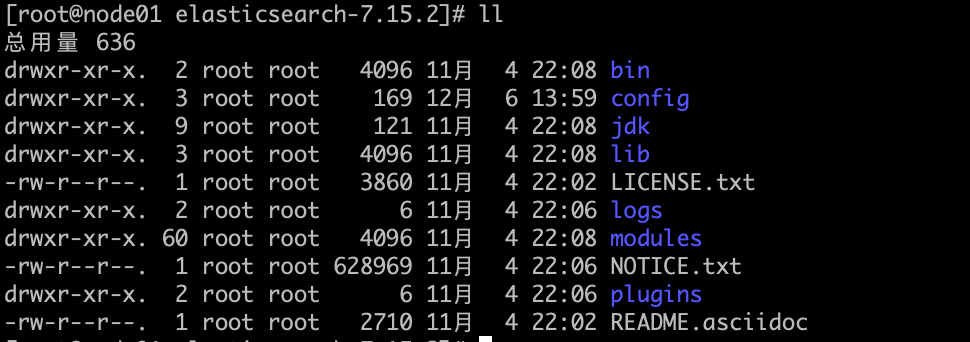 [root@node01 elasticsearch-7.15.2]# ll
总用量 636
drwxr-xr-x.  2 root root   4096 11月  4 22:08 bin
drwxr-xr-x.  3 root root    169 12月  6 13:59 config
drwxr-xr-x.  9 root root    121 11月  4 22:08 jdk
drwxr-xr-x.  3 root root   4096 11月  4 22:08 lib
-rw-r--r--.  1 root root   3860 11月  4 22:02 LICENSE.txt
drwxr-xr-x.  2 root root      6 11月  4 22:06 logs
drwxr-xr-x. 60 root root   4096 11月  4 22:08 modules
-rw-r--r--.  1 root root 628969 11月  4 22:06 NOTICE.txt
drwxr-xr-x.  2 root root      6 11月  4 22:06 plugins
-rw-r--r--.  1 root root   2710 11月  4 22:02 README.asciidoc